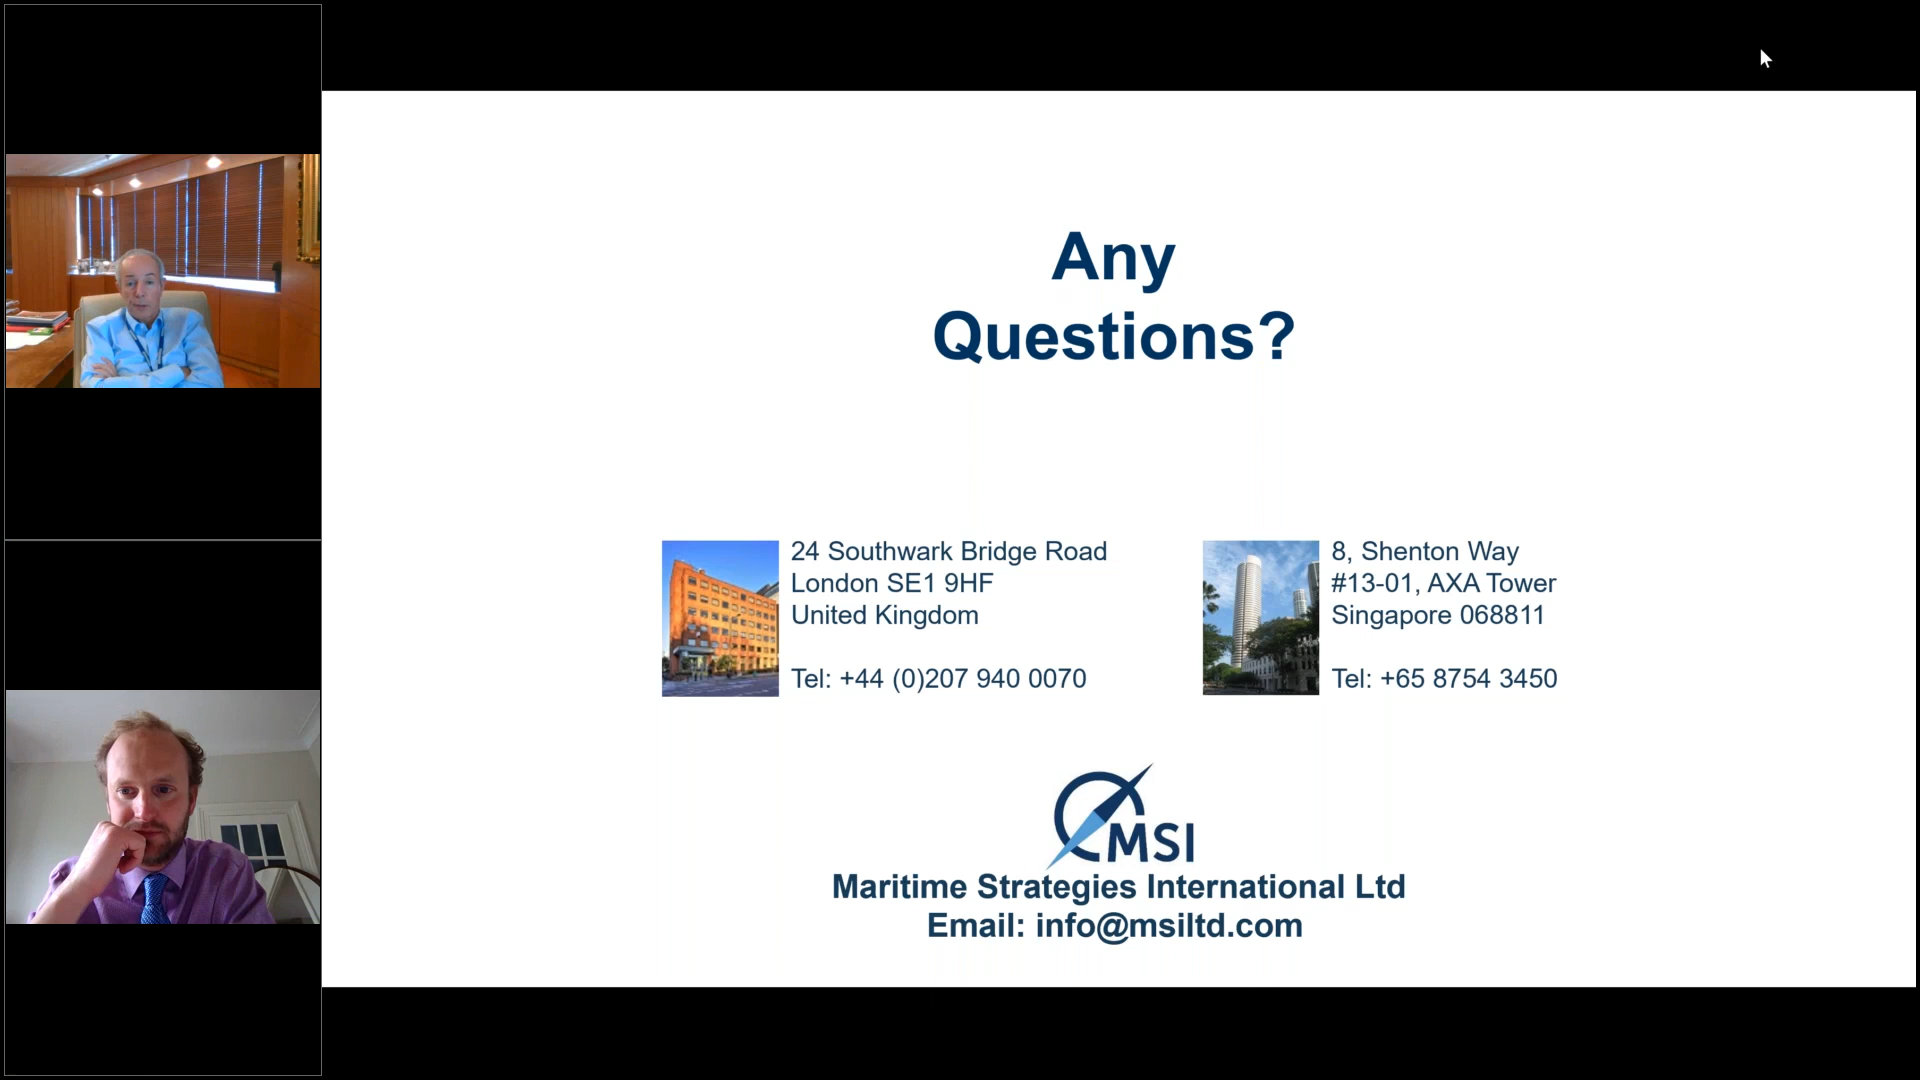 Any
Questions?
24 Southwark Bridge Road
London SE1 9HF
United Kingdom
Tel: +44 (0)207 940 0070
8, Shenton Way
#13-01, AXA Tower
Singapore 068811
Tel: +65 8754 3450
MSI
Maritime Strategies International Ltd
Email: info@msiltd.com